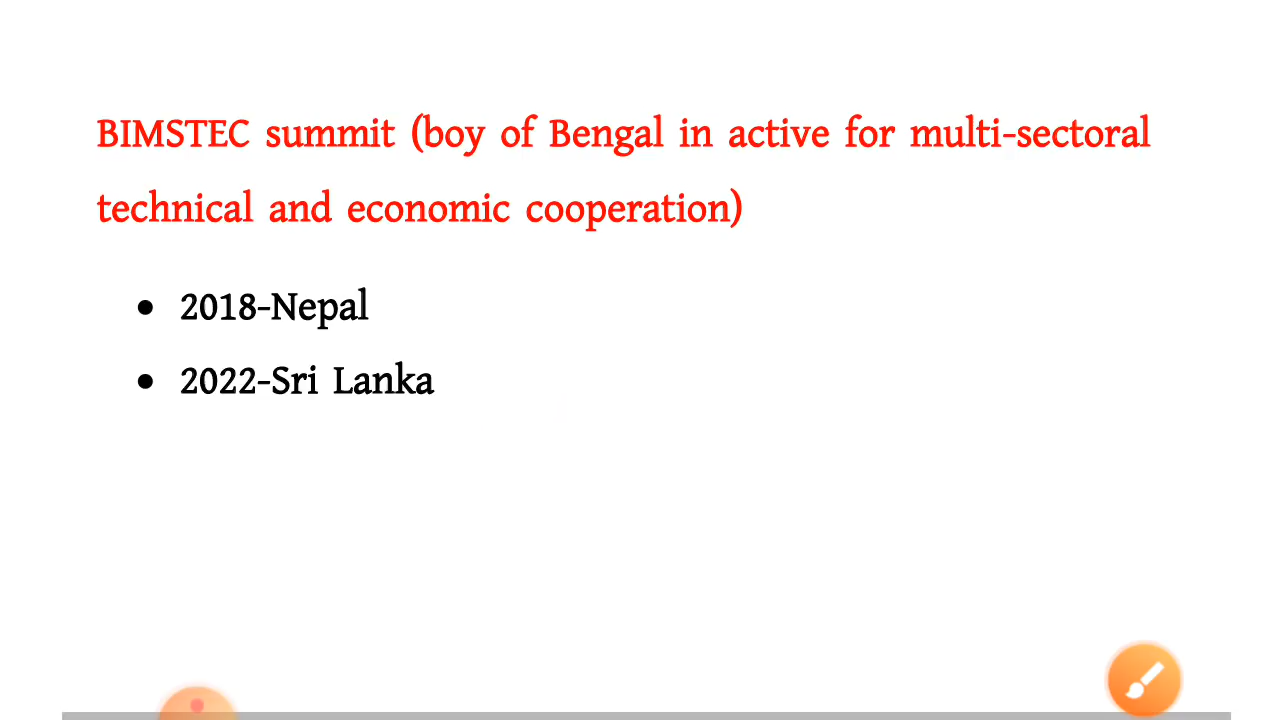 BIMSTEC summit (boy of Bengal in active for multi-sectoral
technical and economic cooperation)
• 2018-Nepal
• 2022-Sri Lanka